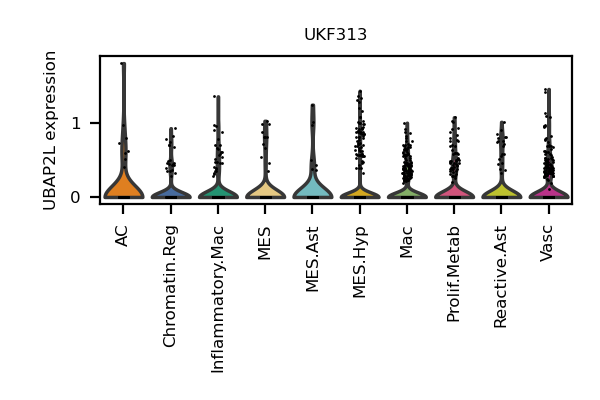 UKF313
UBAP2L expression
1
0
AC
Chromatin.Reg
Inflammatory.Mac
MES
MES.Ast
MES.Hyp
Mac
Prolif.Metab
Reactive.Ast
Vasc